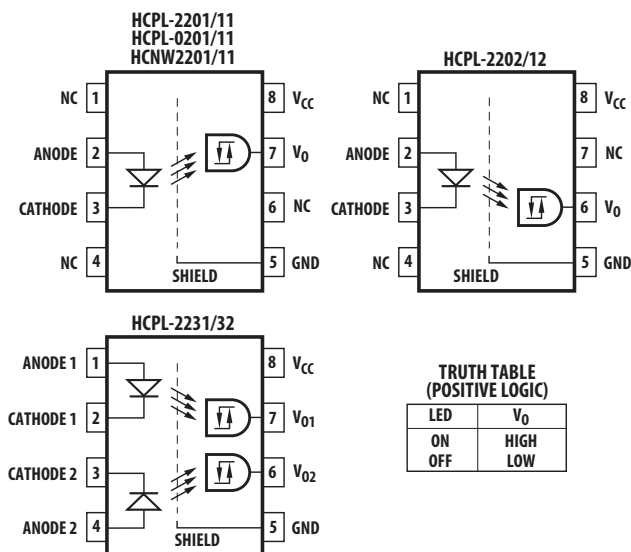 HCPL-2201/11
HCPL-0201/11
HCNW2201/11
NC 1
8 VCC
ANODE 2
7 VO
CATHODE 3
6 NC
NC 4
5 GND
SHIELD
HCPL-2202/12
NC 1
8 VCC
ANODE 2
7 NC
CATHODE 3
6 VO
NC 4
5 GND
SHIELD
HCPL-2231/32
ANODE 1 1
8 VCC
CATHODE 1 2
7 VO1
CATHODE 2 3
6 VO2
ANODE 2 4
5 GND
SHIELD
TRUTH TABLE
(POSITIVE LOGIC)
LED VO
ON HIGH
OFF LOW